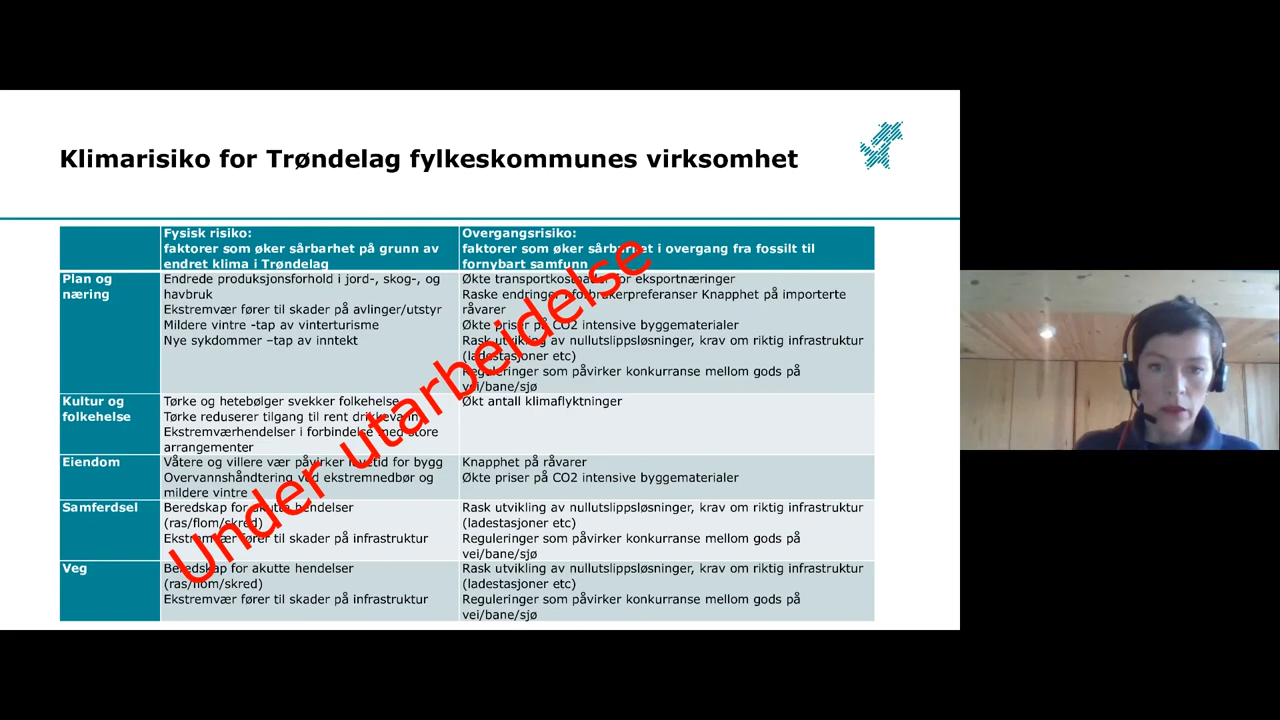 Klimarisiko for Trøndelag fylkeskommunes virksomhet
Fysisk risiko:
faktorer som øker sårbarhet på grunn av
endret klima i Trøndelag
Overgangsrisiko:
faktorer som øker sårbarhet i overgang fra fossilt til
fornybart samfunn
Plan og
næring
Endrede produksjonsforhold i jord-, skog-, og
havbruk
Ekstremvær fører til skader på avlinger/utstyr
Mildere vintre -tap av vinterturisme
Nye sykdommer –tap av inntekt
Økte transportkostnader for eksportnæringer
Raske endringer i forbrukerpreferanser Knapphet på importerte
råvarer
Økte priser på CO2 intensive byggematerialer
Rask utvikling av nullutslippsløsninger, krav om riktig infrastruktur
(ladestasjoner etc)
Reguleringer som påvirker konkurranse mellom gods på
vei/bane/sjø
Kultur og
folkehelse
Tørke og hetebølger svekker folkehelse
Tørke reduserer tilgang til rent drikkevann
Ekstremværhendelser i forbindelse med store
arrangementer
Økt antall klimaflyktninger
Eiendom
Våtere og villere vær påvirker levetid for bygg
Overvannshåndtering ved ekstremnedbør og
mildere vintre
Knapphet på råvarer
Økte priser på CO2 intensive byggematerialer
Samferdsel
Beredskap for akutte hendelser
(ras/flom/skred)
Ekstremvær fører til skader på infrastruktur
Rask utvikling av nullutslippsløsninger, krav om riktig infrastruktur
(ladestasjoner etc)
Reguleringer som påvirker konkurranse mellom gods på
vei/bane/sjø
Veg
Beredskap for akutte hendelser
(ras/flom/skred)
Ekstremvær fører til skader på infrastruktur
Rask utvikling av nullutslippsløsninger, krav om riktig infrastruktur
(ladestasjoner etc)
Reguleringer som påvirker konkurranse mellom gods på
vei/bane/sjø
Under utarbeidelse